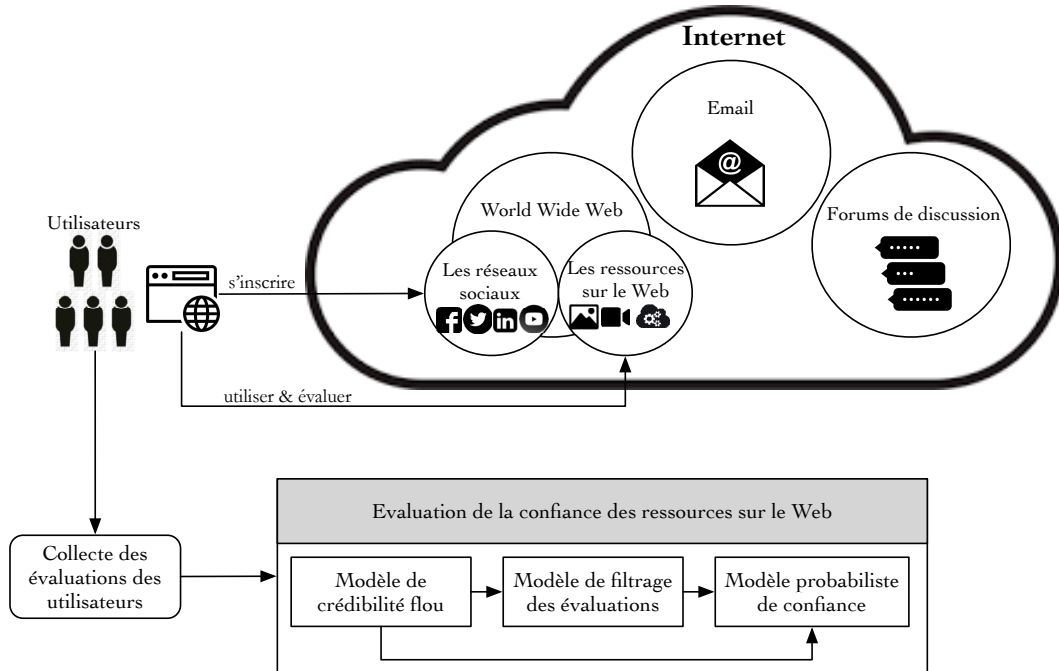 Internet
Email
@
World Wide Web
Forums de discussion
Utilisateurs
Les réseaux
sociaux
Les ressources
sur le Web
s'inscrire
utiliser & évaluer
Evaluation de la confiance des ressources sur le Web
Collecte des
évaluations des
utilisateurs
Modèle de
crédibilité flou
Modèle de filtrage
des évaluations
Modèle probabiliste
de confiance